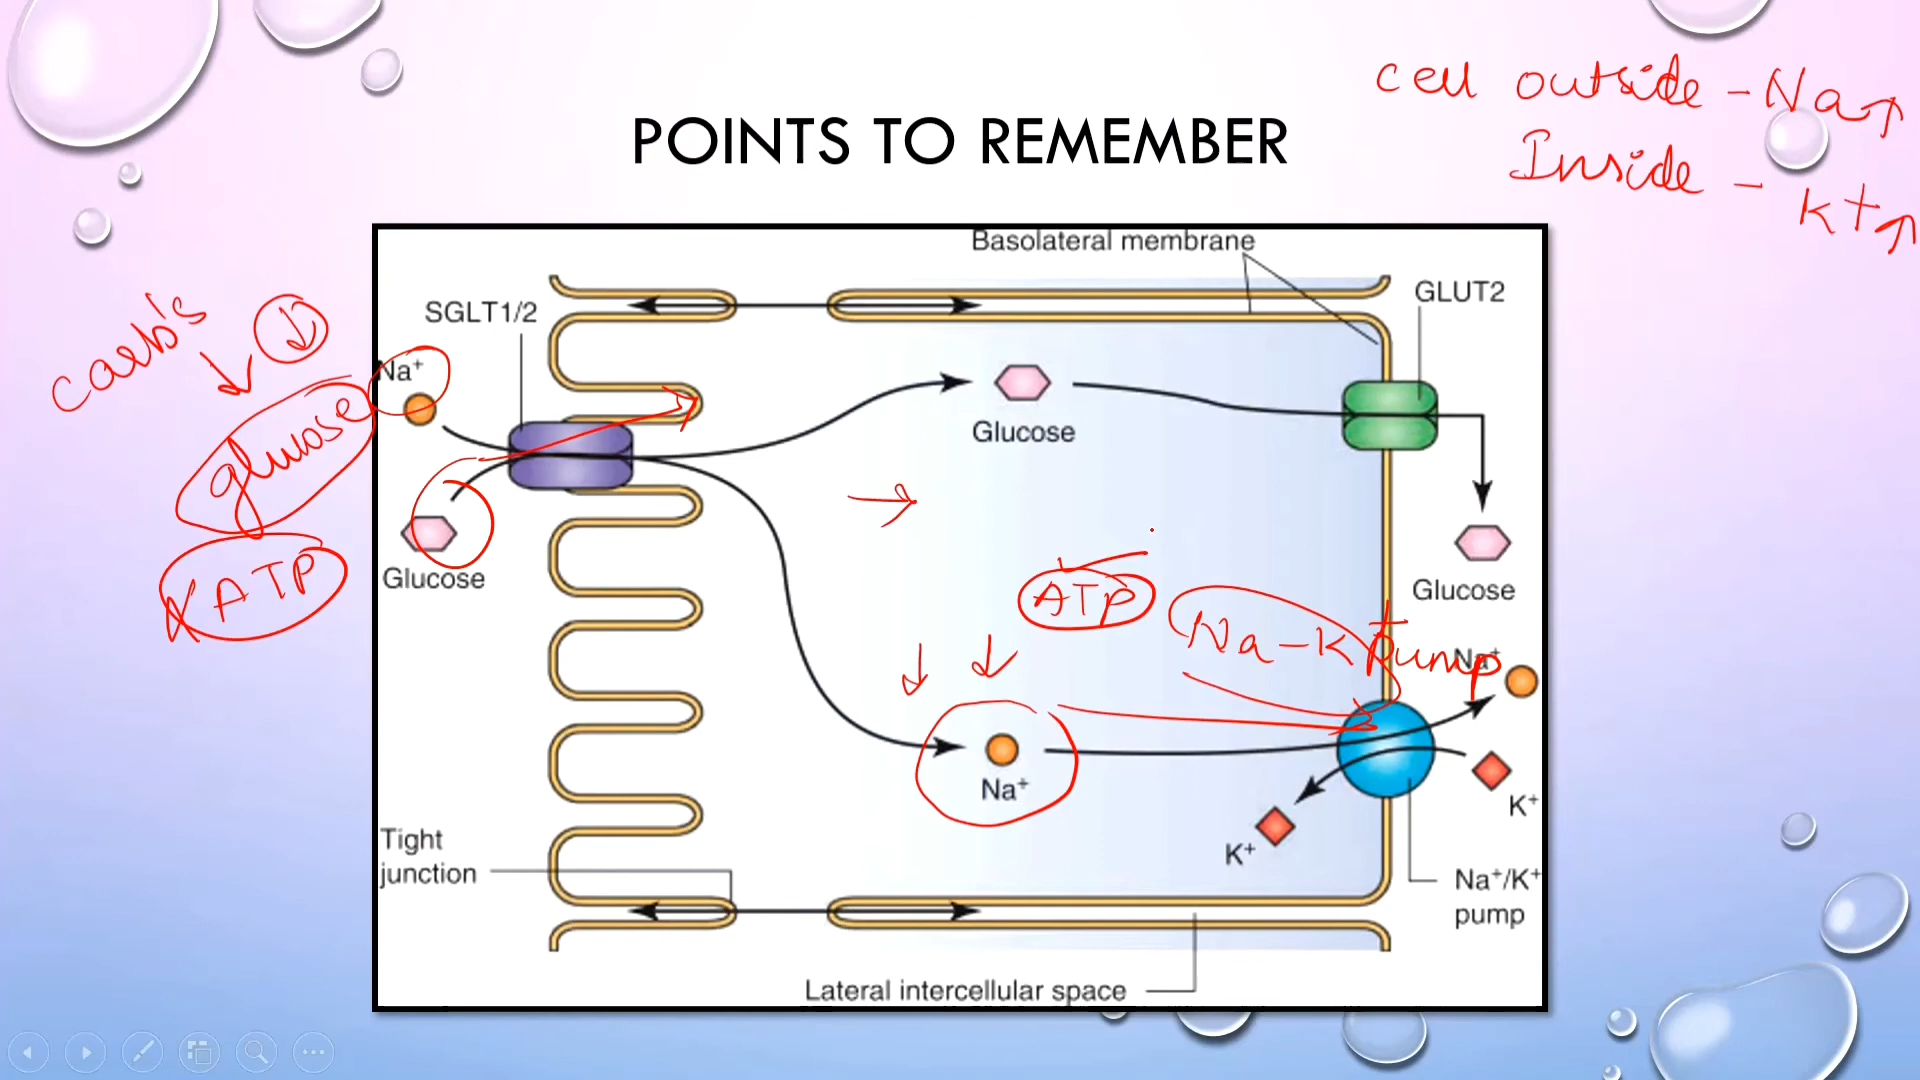 cell outside - Na↑
Inside - K+↑
POINTS TO REMEMBER
Basolateral membrane
GLUT2
SGLT1/2
carb's
↓ ↓
Na⁺
glucose
Glucose
ATP
Glucose
Glucose
ATP
Na-K⁺ pump
Na⁺
Na⁺
K⁺
K⁺
Tight
junction
Na⁺/K⁺
pump
Lateral intercellular space